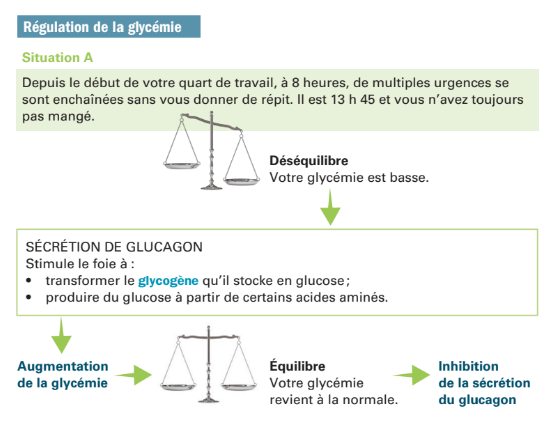 Régulation de la glycémie
Situation A
Depuis le début de votre quart de travail, à 8 heures, de multiples urgences se
sont enchaînées sans vous donner de répit. Il est 13 h 45 et vous n’avez toujours
pas mangé.
Déséquilibre
Votre glycémie est basse.
SÉCRÉTION DE GLUCAGON
Stimule le foie à :
• transformer le glycogène qu’il stocke en glucose ;
• produire du glucose à partir de certains acides aminés.
Augmentation
de la glycémie
Équilibre
Votre glycémie
revient à la normale.
Inhibition
de la sécrétion
du glucagon